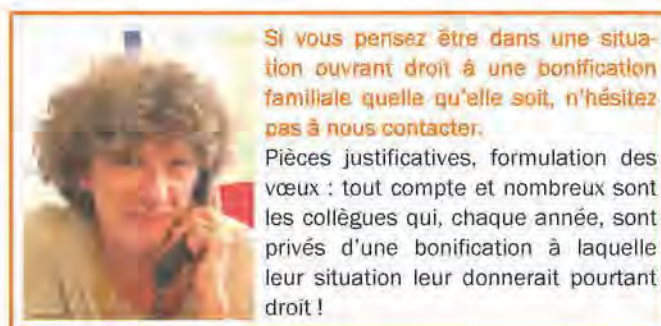 Si vous pensez être dans une situa-
tion ouvrant droit à une bonification
familiale quelle qu'elle soit, n'hésitez
pas à nous contacter.
Pièces justificatives, formulation des
vœux : tout compte et nombreux sont
les collègues qui, chaque année, sont
privés d'une bonification à laquelle
leur situation leur donnerait pourtant
droit !